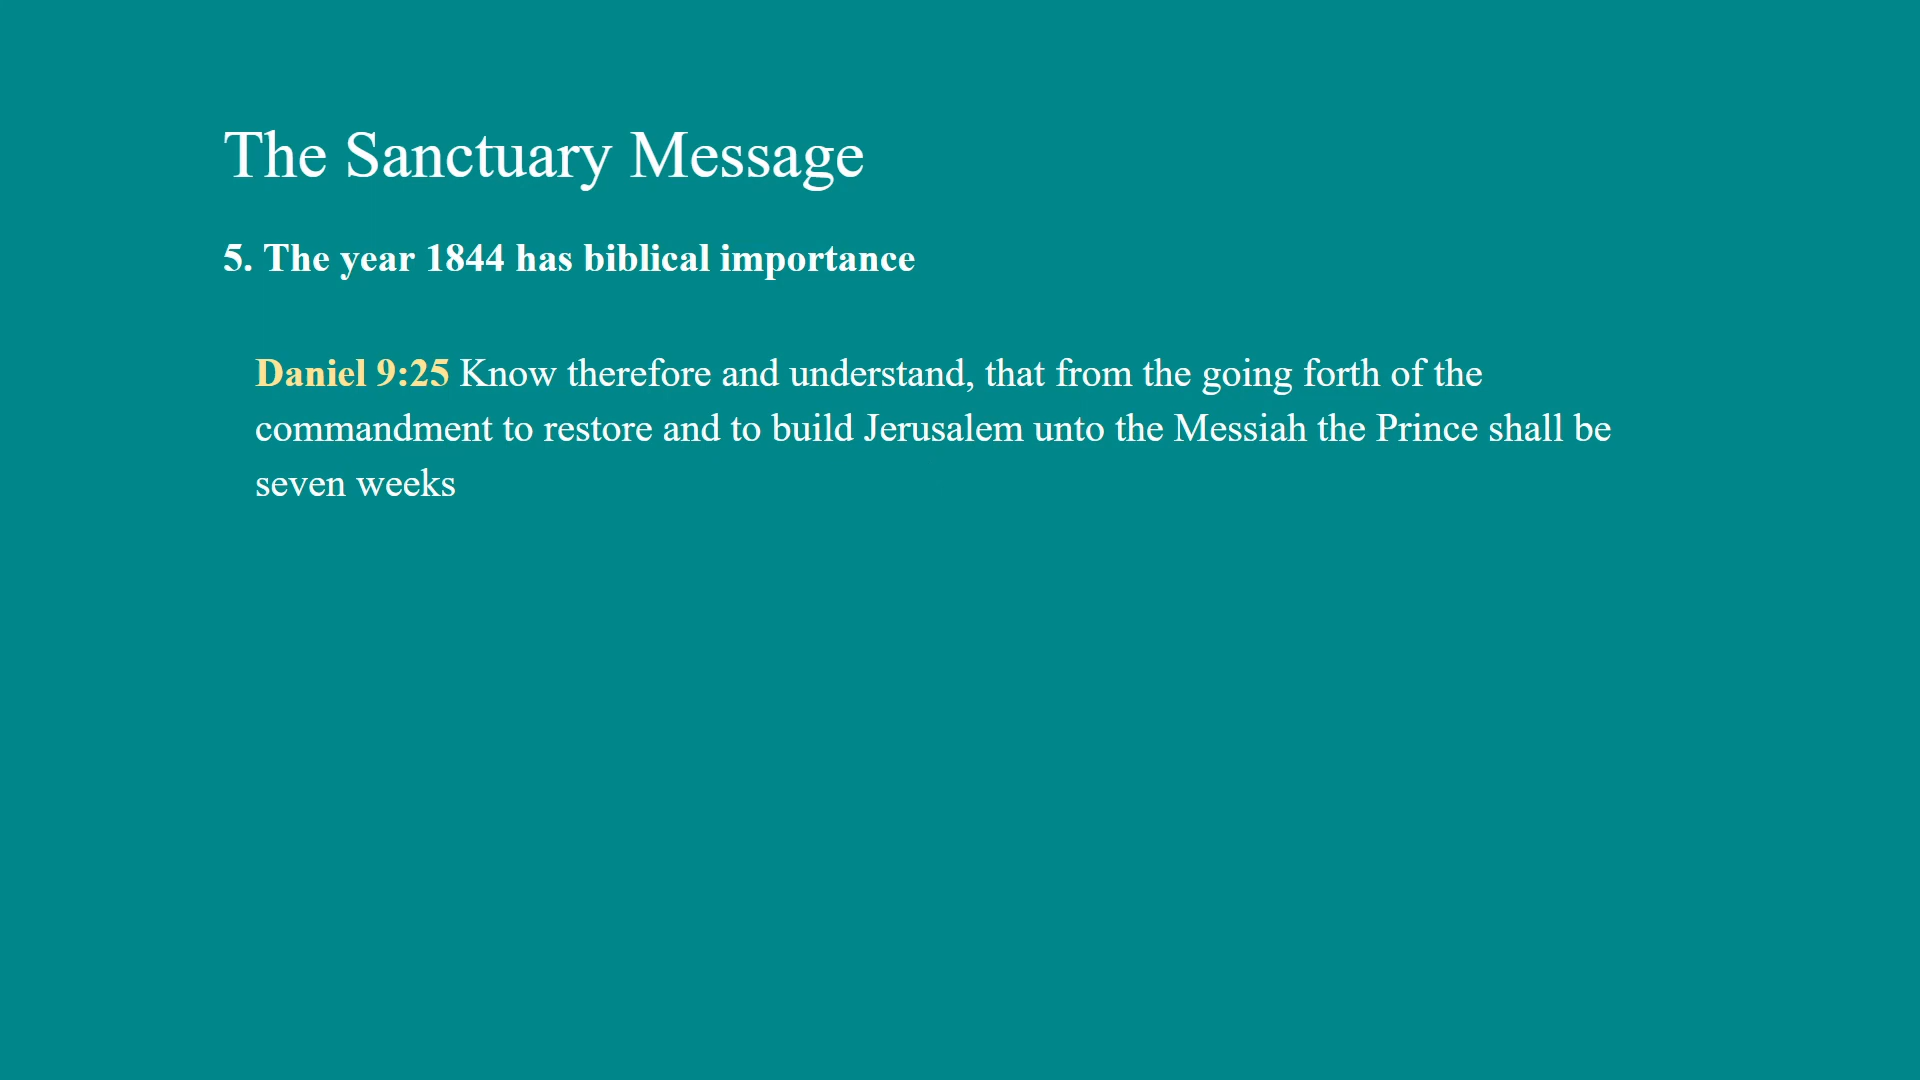 The Sanctuary Message
5. The year 1844 has biblical importance
Daniel 9:25 Know therefore and understand, that from the going forth of the
commandment to restore and to build Jerusalem unto the Messiah the Prince shall be
seven weeks